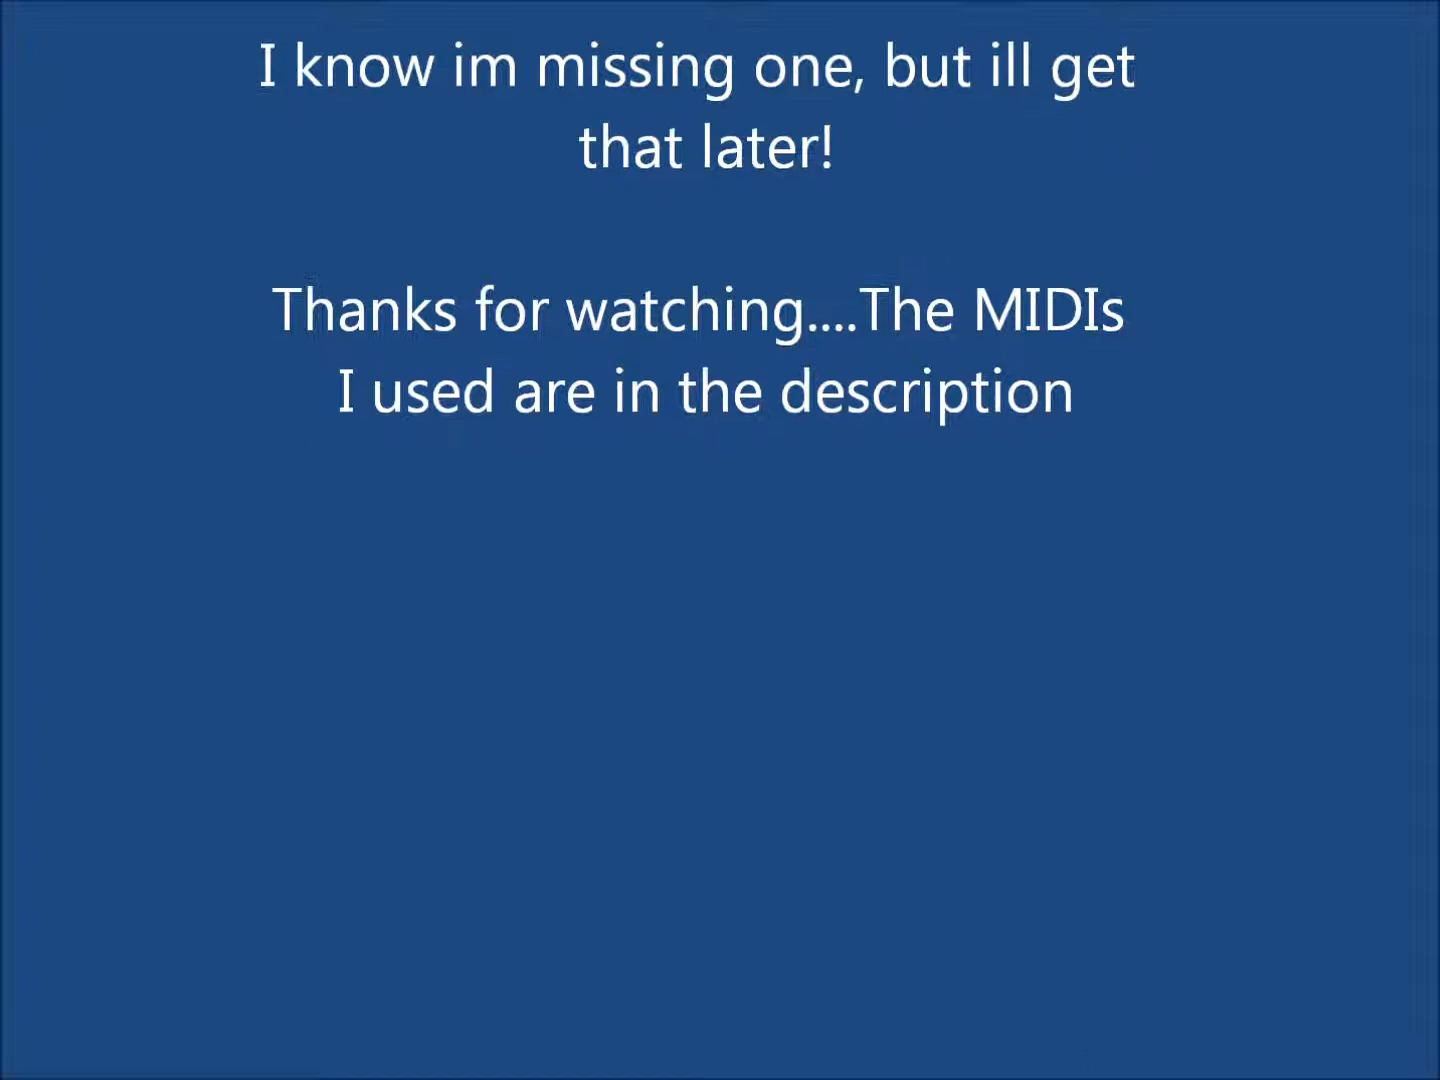 I know im missing one, but ill get
that later!
Thanks for watching....The MIDIs
I used are in the description